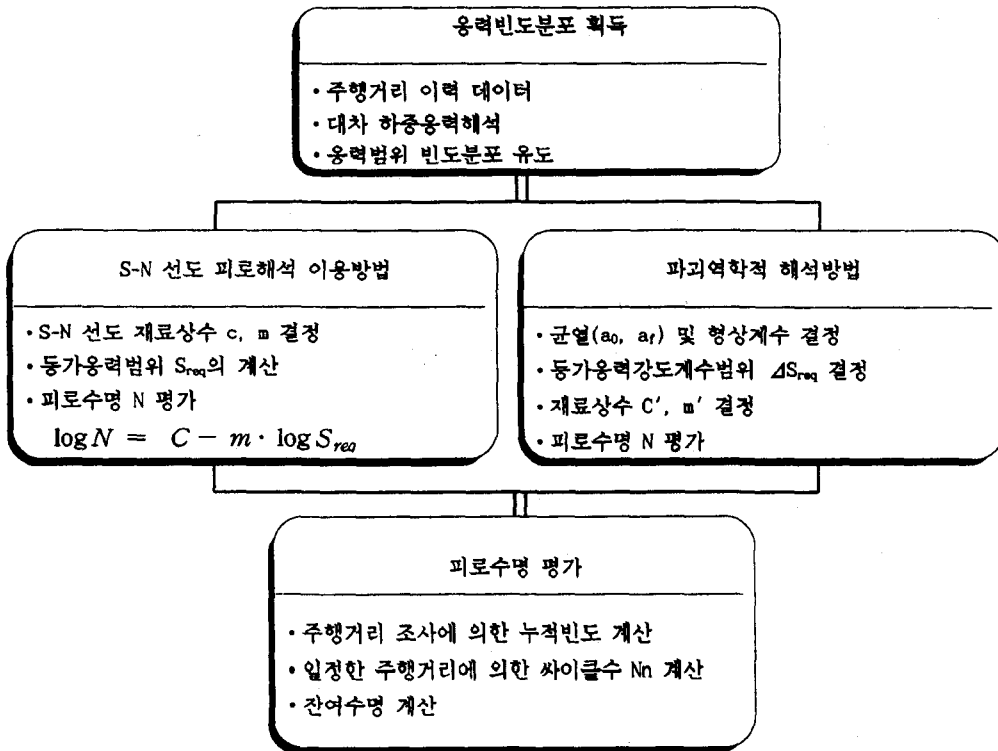 응력빈도분포 획득
· 주행거리 이력 데이터
· 대차 하중응력해석
· 응력범위 빈도분포 유도
S-N 선도 피로해석 이용방법
· S-N 선도 재료상수 c, m 결정
· 등가응력범위 Sreq의 계산
· 피로수명 N 평가
log N = C − m · log Sreq
파괴역학적 해석방법
· 균열(a₀, af) 및 형상계수 결정
· 등가응력강도계수범위 ΔSreq 결정
· 재료상수 C′, m′ 결정
· 피로수명 N 평가
피로수명 평가
· 주행거리 조사에 의한 누적빈도 계산
· 일정한 주행거리에 의한 싸이클수 Nn 계산
· 잔여수명 계산